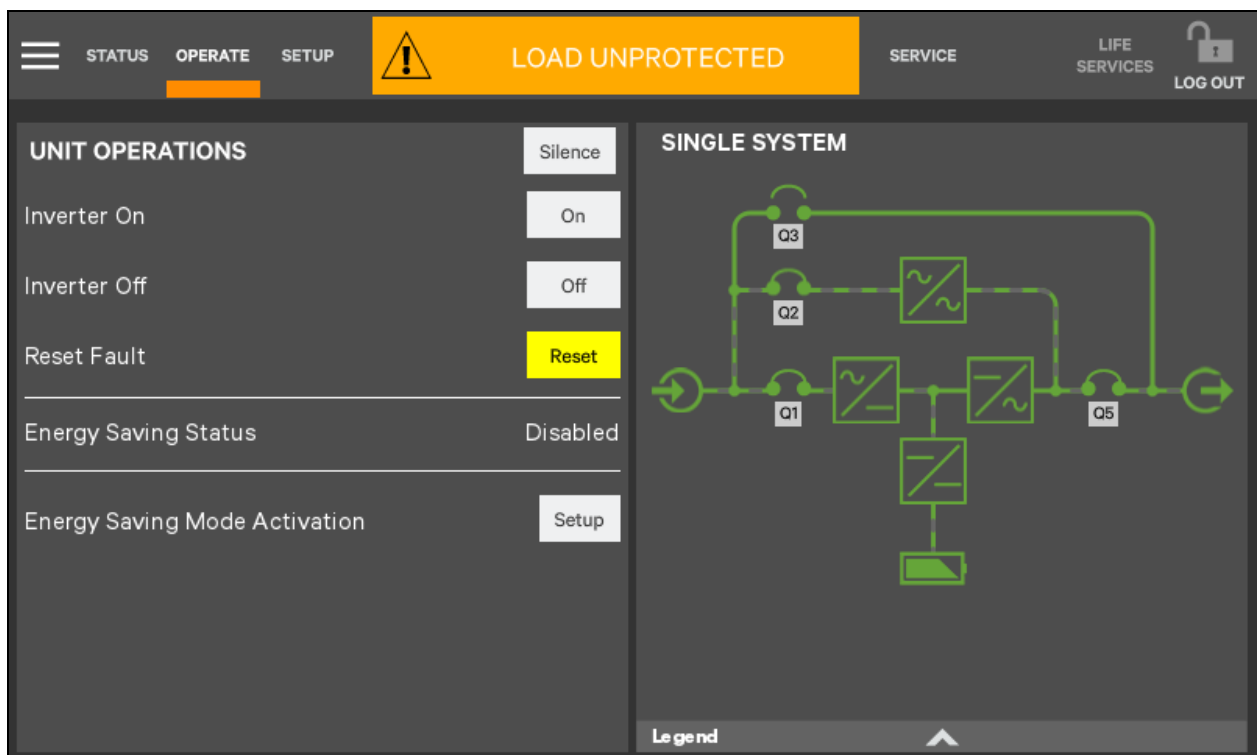 STATUS OPERATE SETUP LOAD UNPROTECTED SERVICE LIFE SERVICES LOG OUT
UNIT OPERATIONS Silence
Inverter On On
Inverter Off Off
Reset Fault Reset
Energy Saving Status Disabled
Energy Saving Mode Activation Setup
SINGLE SYSTEM
Q3
Q2
Q1 Q5
Legend